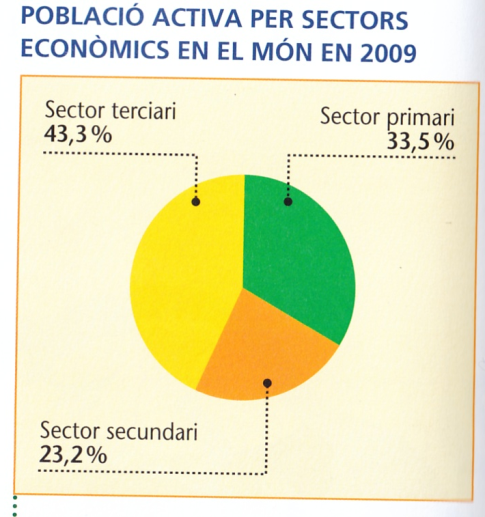 POBLACIÓ ACTIVA PER SECTORS
ECONÒMICS EN EL MÓN EN 2009
Sector terciari
43,3 %
Sector primari
33,5 %
Sector secundari
23,2 %